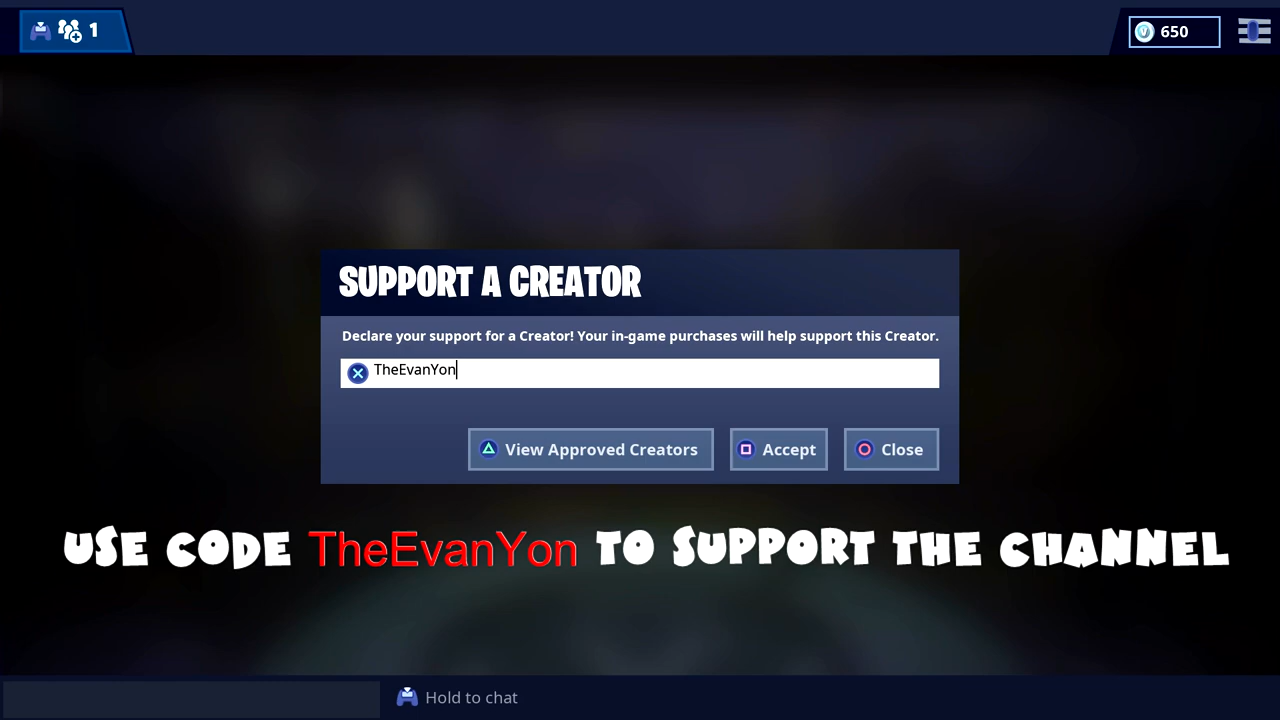 1
650
SUPPORT A CREATOR
Declare your support for a Creator! Your in-game purchases will help support this Creator.
TheEvanYon
View Approved Creators
Accept
Close
USE CODE TheEvanYon TO SUPPORT THE CHANNEL
Hold to chat